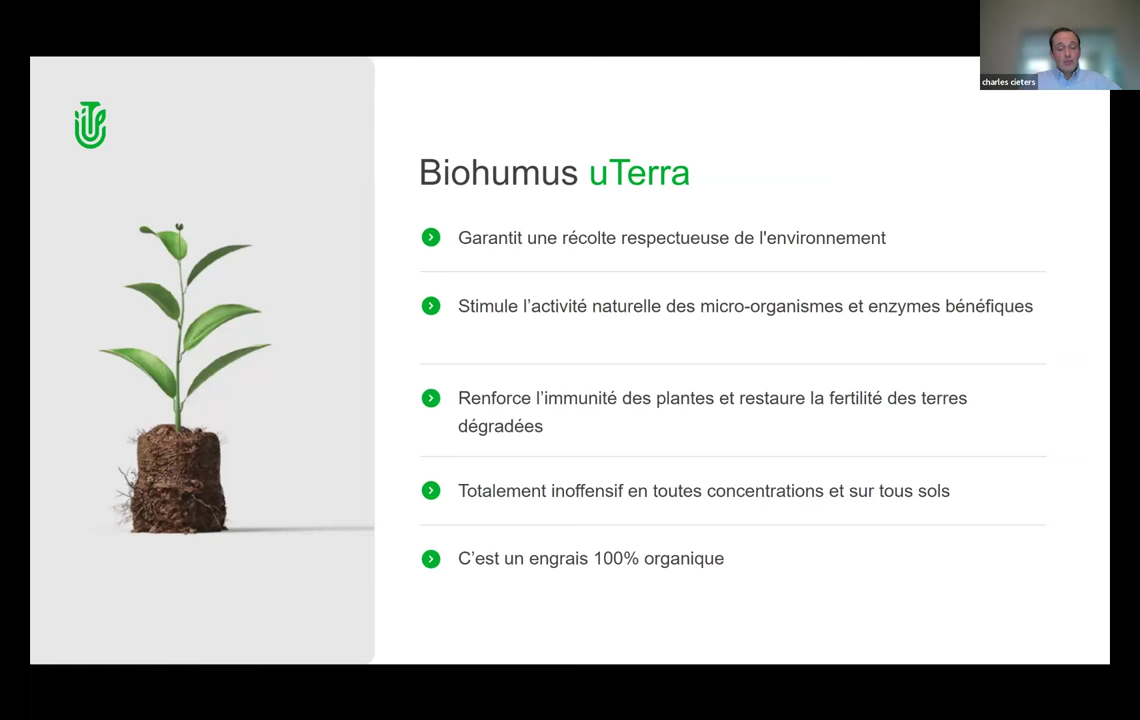 charles cieters
Biohumus uTerra
Garantit une récolte respectueuse de l'environnement
Stimule l’activité naturelle des micro-organismes et enzymes bénéfiques
Renforce l’immunité des plantes et restaure la fertilité des terres
dégradées
Totalement inoffensif en toutes concentrations et sur tous sols
C’est un engrais 100% organique